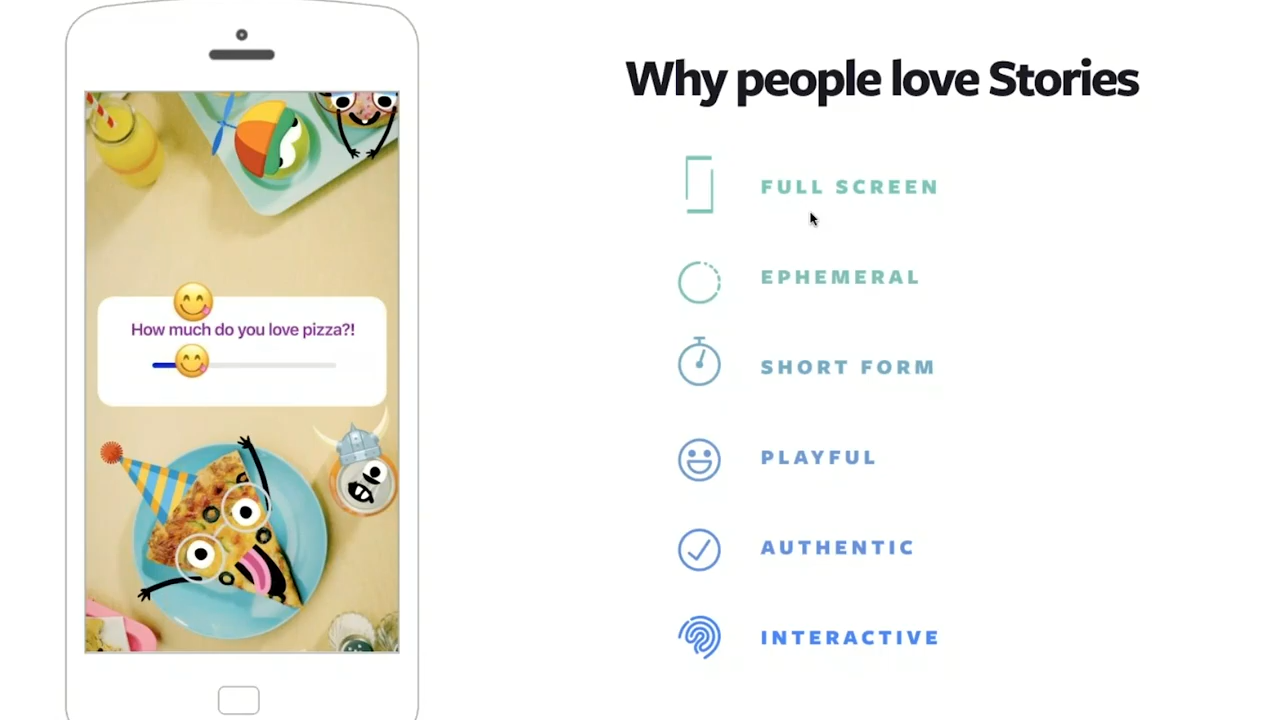 Why people love Stories
FULL SCREEN
EPHEMERAL
SHORT FORM
PLAYFUL
AUTHENTIC
INTERACTIVE
How much do you love pizza?!